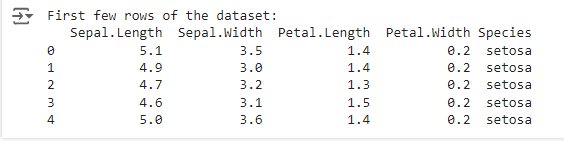 First few rows of the dataset:
Sepal.Length Sepal.Width Petal.Length Petal.Width Species
0 5.1 3.5 1.4 0.2 setosa
1 4.9 3.0 1.4 0.2 setosa
2 4.7 3.2 1.3 0.2 setosa
3 4.6 3.1 1.5 0.2 setosa
4 5.0 3.6 1.4 0.2 setosa